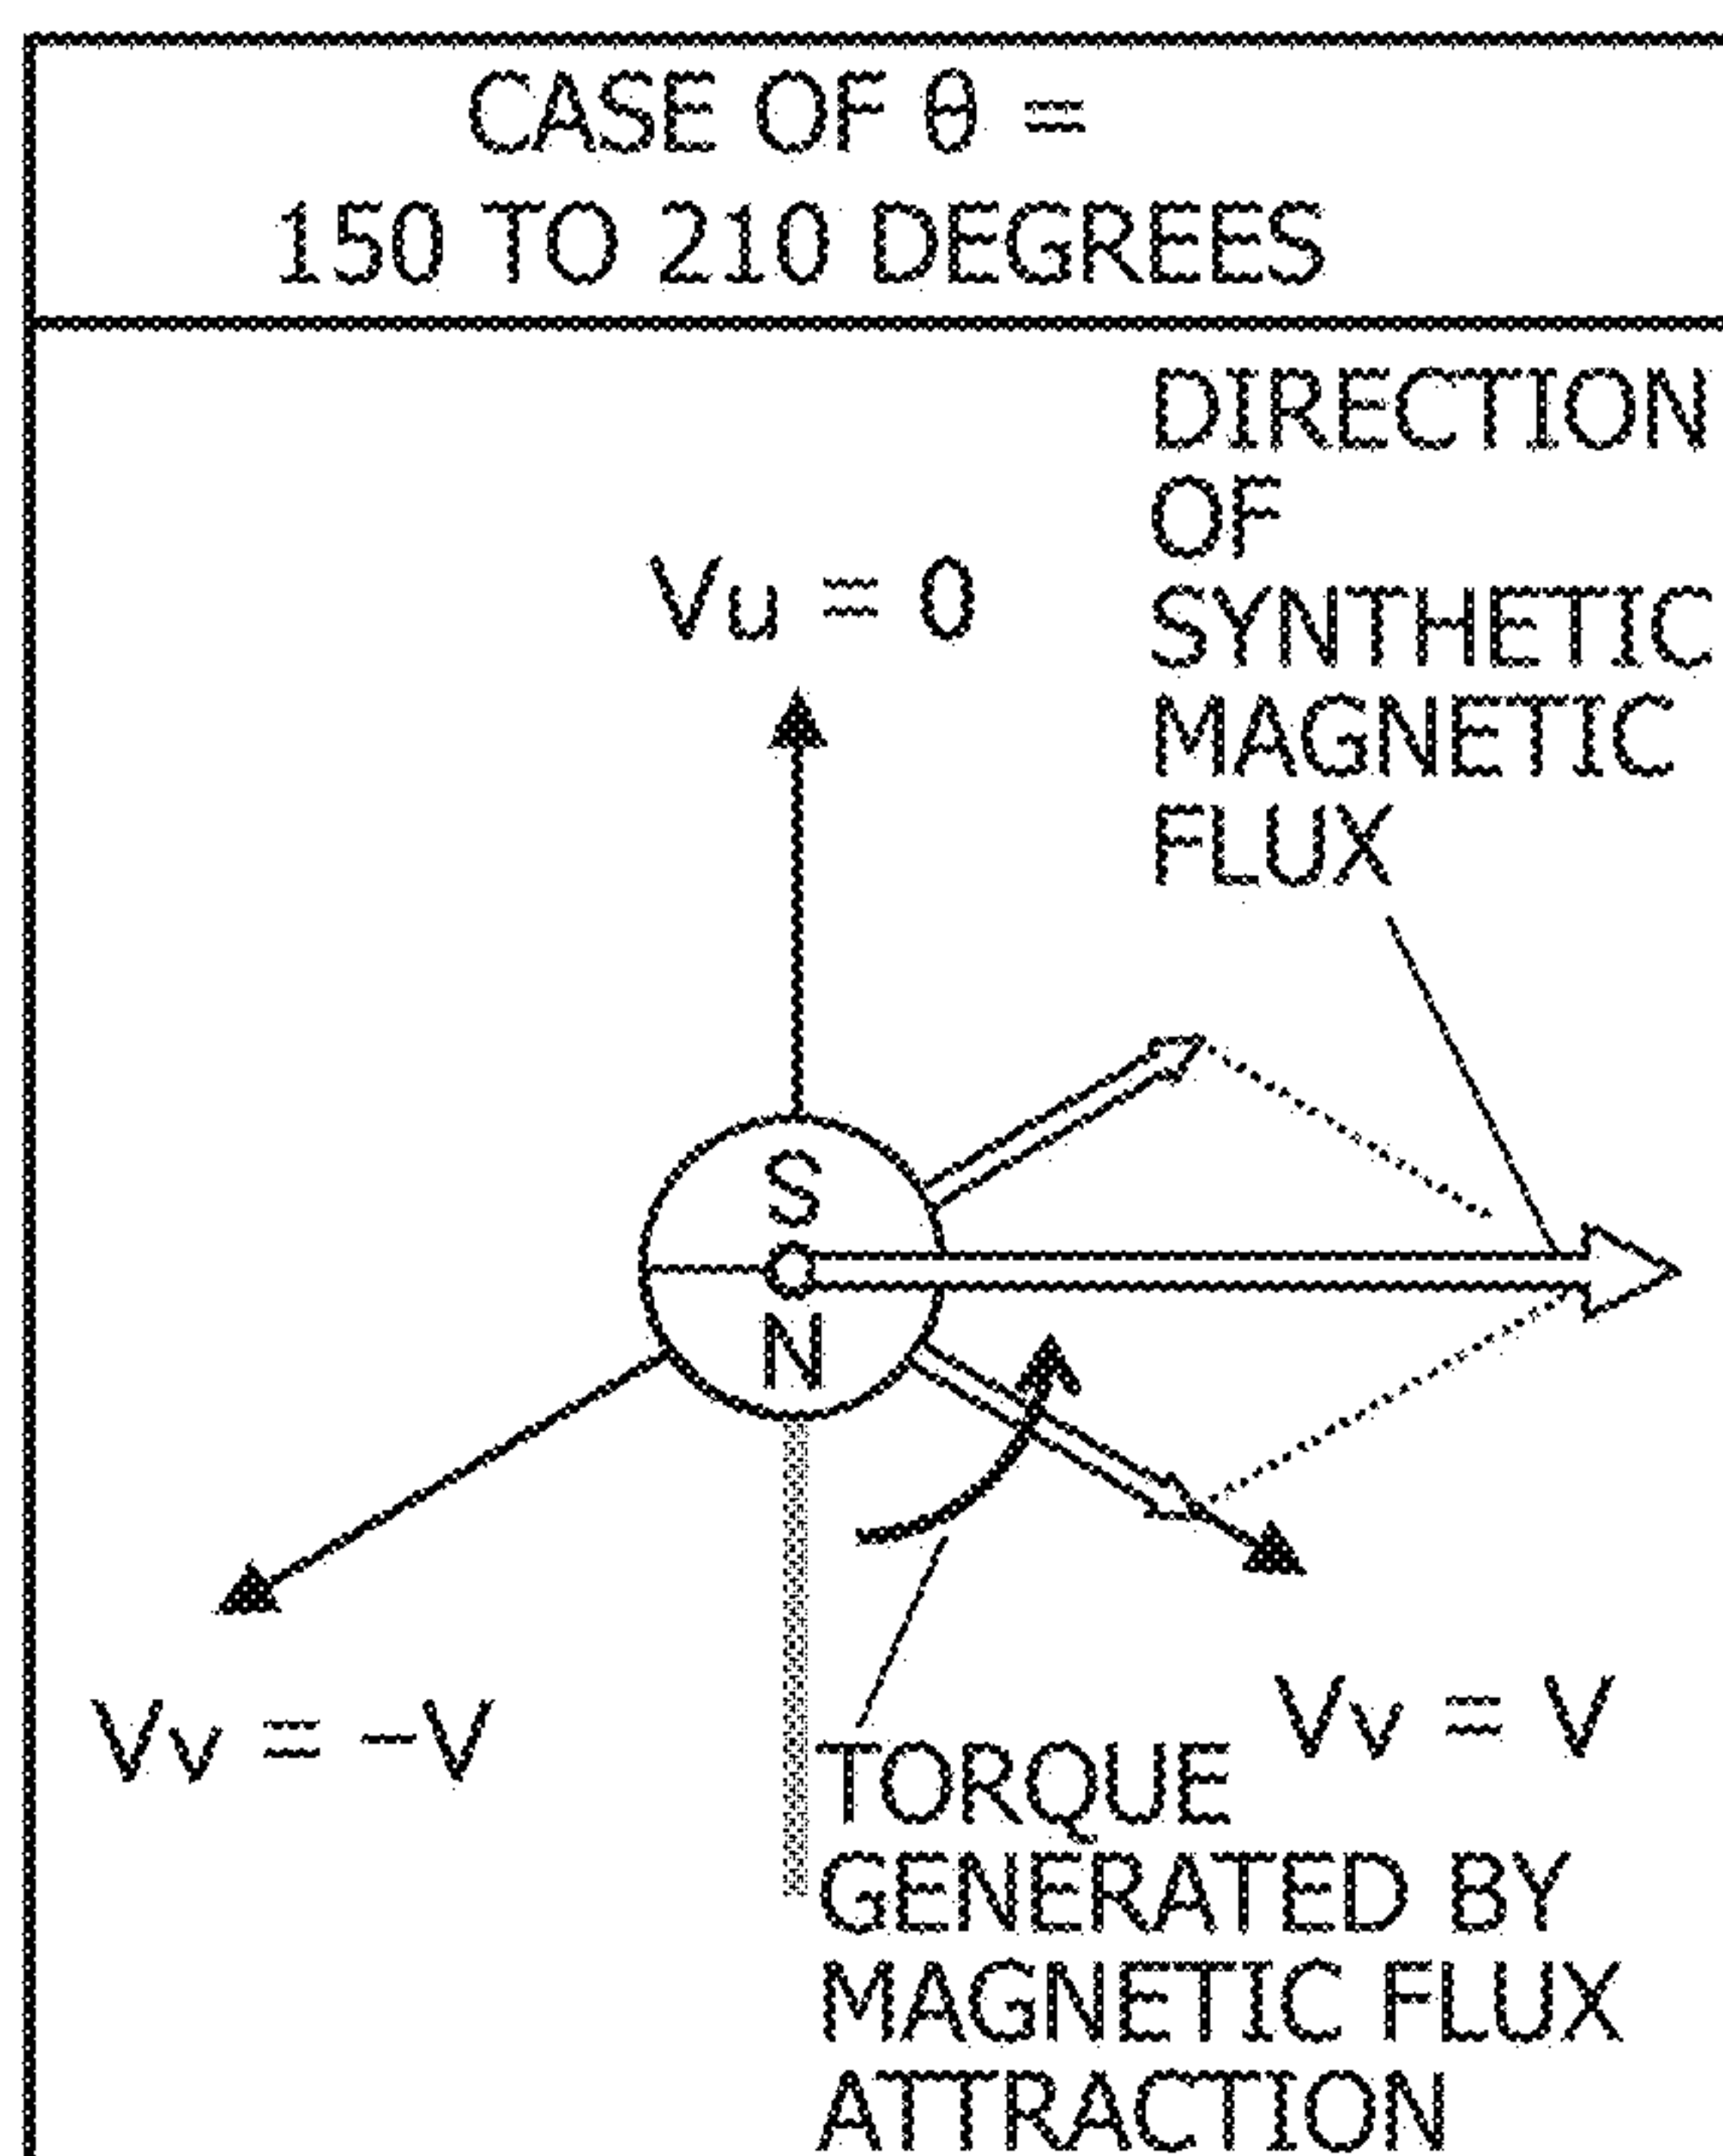 CASE OF θ =
150 TO 210 DEGREES
DIRECTION
OF
SYNTHETIC
MAGNETIC
FLUX
Vu = 0
S
N
Vv = -V
Vv = V
TORQUE
GENERATED BY
MAGNETIC FLUX
ATTRACTION